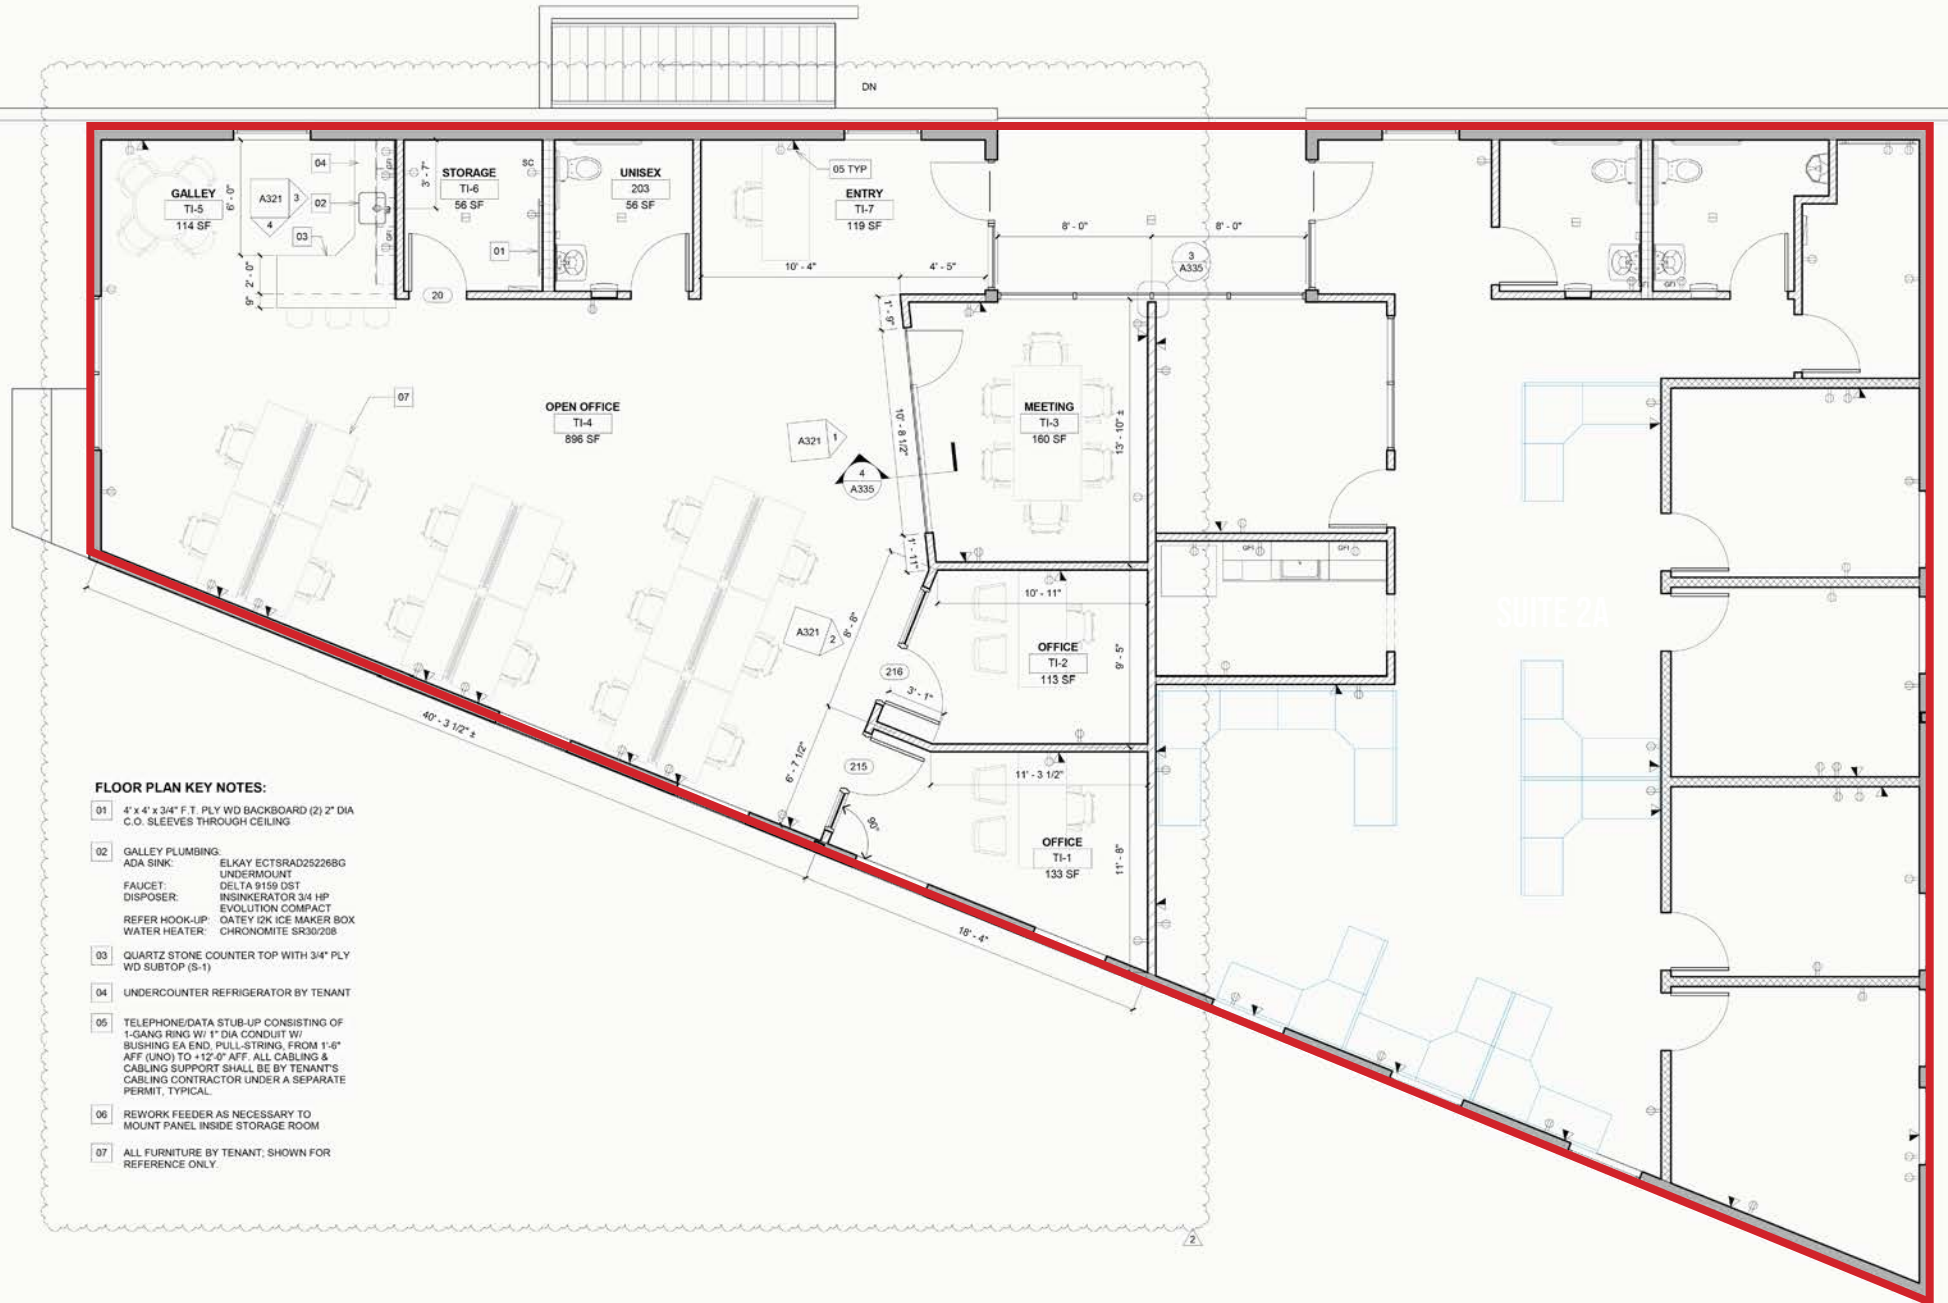 DN
04
STORAGE
TI-6
56 SF
SC
UNISEX
203
56 SF
05 TYP
ENTRY
TI-7
119 SF
GALLEY
TI-5
114 SF
6' - 0"
A321
3
4
02
03
3' - 7"
01
GFI
GFI
8' - 0"
8' - 0"
3
A335
10' - 4"
4' - 5"
2' - 0"
9"
20
1' - 9"
07
OPEN OFFICE
TI-4
896 SF
A321
1
4
A335
10' - 8 1/2"
MEETING
TI-3
160 SF
13' - 10" ±
1' - 11"
GFI
GFI
10' - 11"
A321
2
8' - 8"
OFFICE
TI-2
113 SF
9' - 5"
SUITE 2A
216
3' - 1"
40' - 3 1/2" ±
6' - 7 1/2"
215
11' - 3 1/2"
90°
OFFICE
TI-1
133 SF
11' - 8"
18' - 4"
FLOOR PLAN KEY NOTES:
01 4' x 4' x 3/4" F.T. PLY WD BACKBOARD (2) 2" DIA
C.O. SLEEVES THROUGH CEILING
02 GALLEY PLUMBING:
ADA SINK: ELKAY ECTSRAD25226BG
UNDERMOUNT
FAUCET: DELTA 9159 DST
DISPOSER: INSINKERATOR 3/4 HP
EVOLUTION COMPACT
REFER HOOK-UP: OATEY I2K ICE MAKER BOX
WATER HEATER: CHRONOMITE SR30/208
03 QUARTZ STONE COUNTER TOP WITH 3/4" PLY
WD SUBTOP (S-1)
04 UNDERCOUNTER REFRIGERATOR BY TENANT
05 TELEPHONE/DATA STUB-UP CONSISTING OF
1-GANG RING W/ 1" DIA CONDUIT W/
BUSHING EA END, PULL-STRING, FROM 1'-6"
AFF (UNO) TO +12'-0" AFF. ALL CABLING &
CABLING SUPPORT SHALL BE BY TENANT'S
CABLING CONTRACTOR UNDER A SEPARATE
PERMIT, TYPICAL.
06 REWORK FEEDER AS NECESSARY TO
MOUNT PANEL INSIDE STORAGE ROOM
07 ALL FURNITURE BY TENANT; SHOWN FOR
REFERENCE ONLY.
2